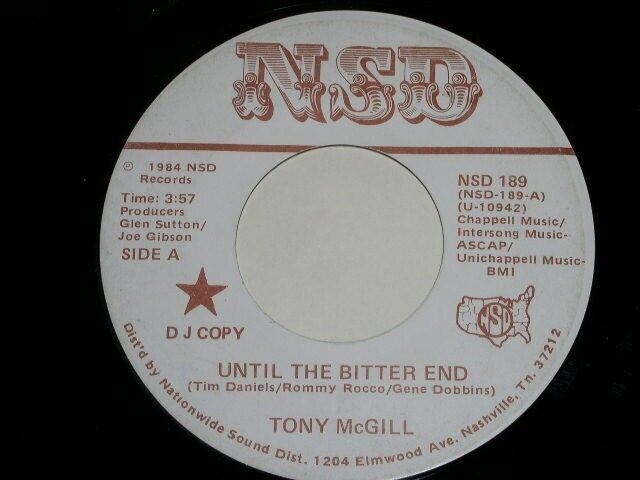 NSD
℗ 1984 NSD
Records
Time: 3:57
Producers
Glen Sutton/
Joe Gibson
SIDE A
D J COPY
NSD 189
(NSD-189-A)
(U-10942)
Chappell Music/
Intersong Music-
ASCAP/
Unichappell Music-
BMI
NSD
UNTIL THE BITTER END
(Tim Daniels/Rommy Rocco/Gene Dobbins)
TONY McGILL
Dist'd by Nationwide Sound Dist. 1204 Elmwood Ave. Nashville, Tn. 37212